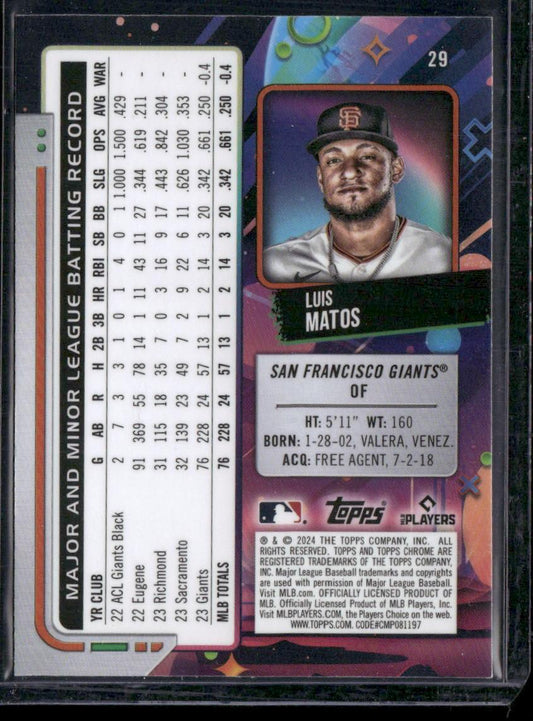 29
SF
LUIS
MATOS
SAN FRANCISCO GIANTS®
OF
HT: 5'11" WT: 160
BORN: 1-28-02, VALERA, VENEZ.
ACQ: FREE AGENT, 7-2-18
Topps
MLB PLAYERS
® & © 2024 THE TOPPS COMPANY, INC. ALL
RIGHTS RESERVED. TOPPS AND TOPPS CHROME ARE
REGISTERED TRADEMARKS OF THE TOPPS COMPANY,
INC. Major League Baseball trademarks and copyrights
are used with permission of Major League Baseball.
Visit MLB.com. OFFICIALLY LICENSED PRODUCT OF
MLB. Officially Licensed Product of MLB Players, Inc.
Visit MLBPLAYERS.COM, the Players Choice on the web.
WWW.TOPPS.COM. CODE#CMP081197
MAJOR AND MINOR LEAGUE BATTING RECORD
YR CLUB G AB R H 2B 3B HR RBI SB BB SLG OPS AVG WAR
22 ACL Giants Black 2 7 3 3 1 0 1 4 0 1 1.000 1.500 .429 -
22 Eugene 91 369 55 78 14 1 11 43 11 27 .344 .619 .211 -
23 Richmond 31 115 18 35 7 0 3 16 9 17 .443 .842 .304 -
23 Sacramento 32 139 23 49 7 2 9 22 6 11 .626 1.030 .353 -
23 Giants 76 228 24 57 13 1 2 14 3 20 .342 .661 .250 -0.4
MLB TOTALS 76 228 24 57 13 1 2 14 3 20 .342 .661 .250 -0.4